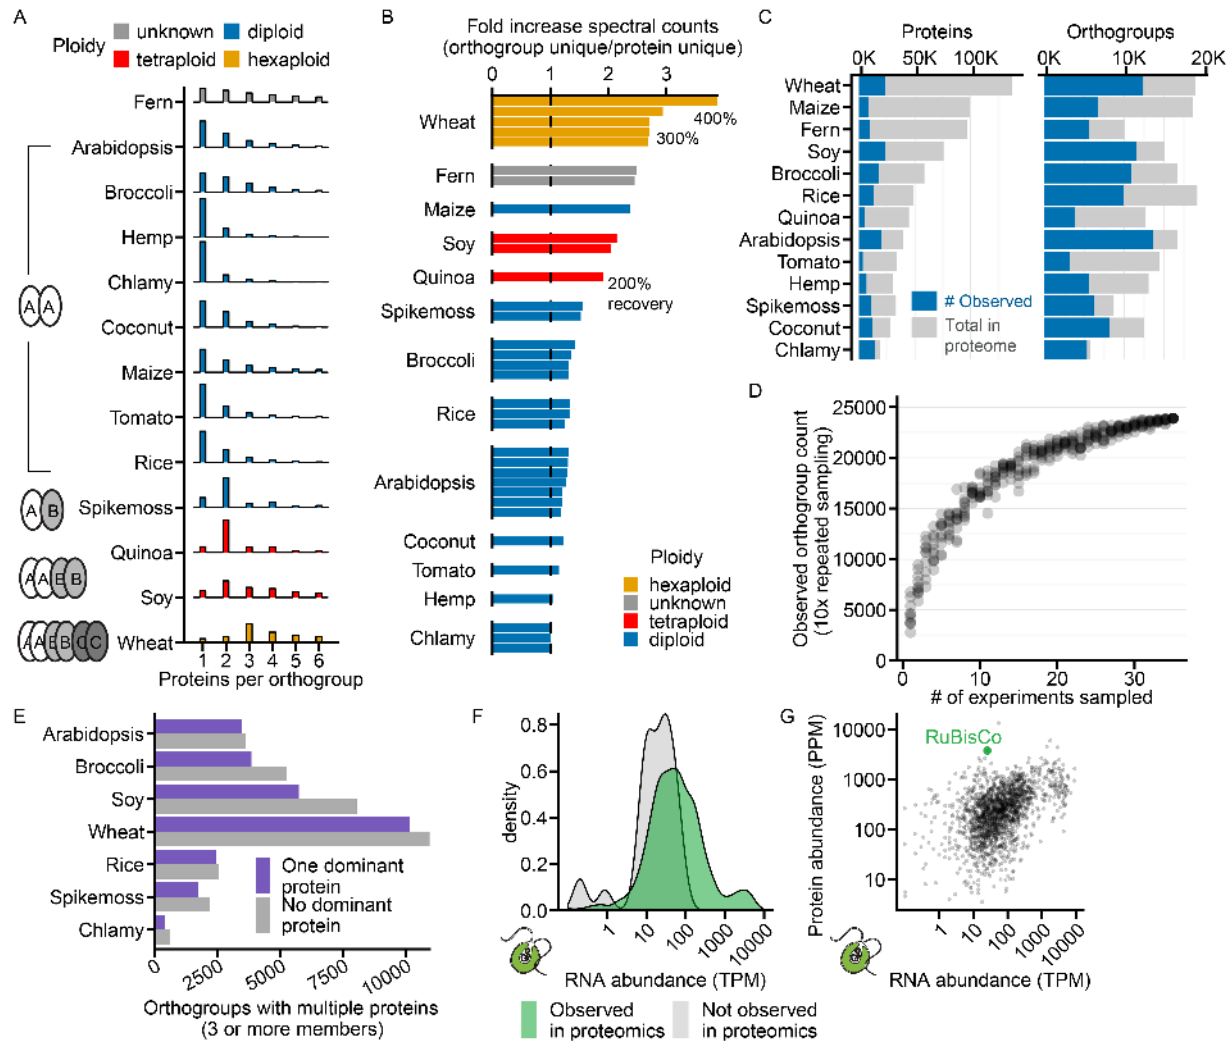 A
Ploidy
unknown
diploid
tetraploid
hexaploid
Fern
Arabidopsis
Broccoli
Hemp
Chlamy
Coconut
Maize
Tomato
Rice
Spikemoss
Quinoa
Soy
Wheat
A A
A B
A A B B
A A B B C C
1 2 3 4 5 6
Proteins per orthogroup
B
Fold increase spectral counts
(orthogroup unique/protein unique)
0 1 2 3
Wheat
400%
300%
Fern
Maize
Soy
Quinoa
200%
recovery
Spikemoss
Broccoli
Rice
Arabidopsis
Coconut
Tomato
Hemp
Chlamy
Ploidy
hexaploid
unknown
tetraploid
diploid
C
Proteins
Orthogroups
0K 50K 100K
0K 10K 20K
Wheat
Maize
Fern
Soy
Broccoli
Rice
Quinoa
Arabidopsis
Tomato
Hemp
Spikemoss
Coconut
Chlamy
# Observed
Total in
proteome
D
Observed orthogroup count
(10x repeated sampling)
25000
20000
15000
10000
5000
0
0 10 20 30
# of experiments sampled
E
Arabidopsis
Broccoli
Soy
Wheat
Rice
Spikemoss
Chlamy
One dominant
protein
No dominant
protein
0 2500 5000 7500 10000
Orthogroups with multiple proteins
(3 or more members)
F
density
0.8
0.6
0.4
0.2
0.0
1 10 100 1000 10000
RNA abundance (TPM)
Observed
in proteomics
Not observed
in proteomics
G
Protein abundance (PPM)
10000
1000
100
10
RuBisCo
1 10 100 1000 10000
RNA abundance (TPM)